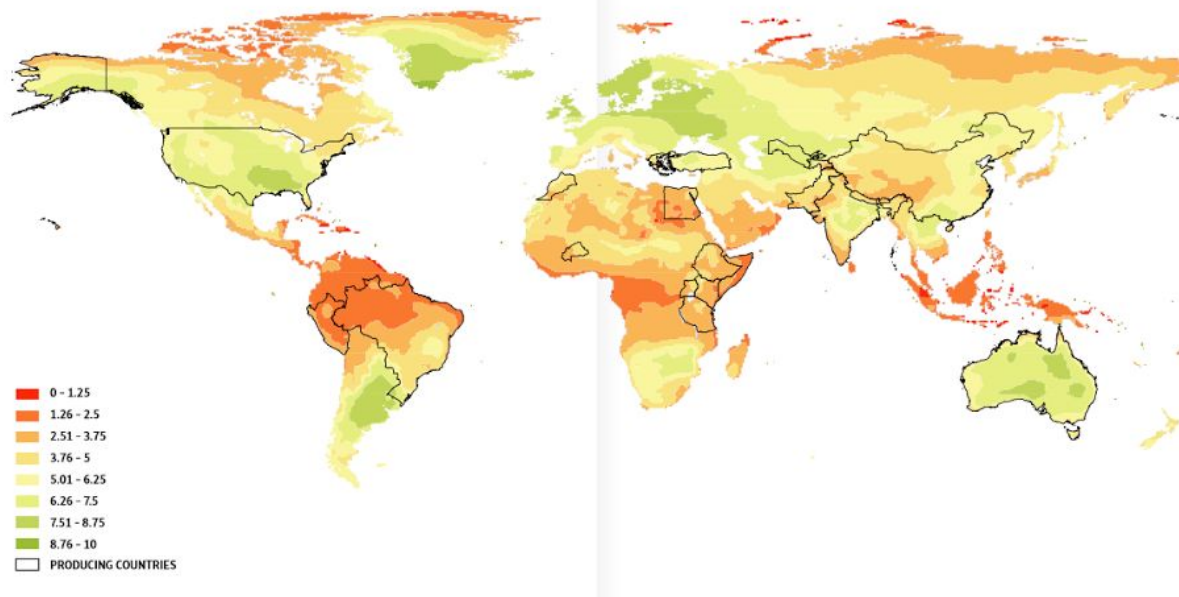 0 – 1.25
1.26 – 2.5
2.51 – 3.75
3.76 – 5
5.01 – 6.25
6.26 – 7.5
7.51 – 8.75
8.76 – 10
PRODUCING COUNTRIES